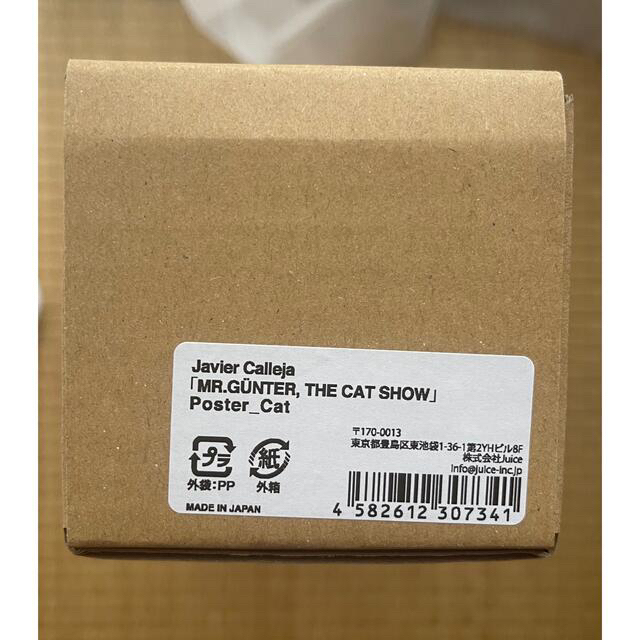 Javier Calleja
「MR.GÜNTER, THE CAT SHOW」
Poster_Cat
〒170-0013
東京都豊島区東池袋1-36-1第2YHビル8F
株式会社Juice
info@juice-inc.jp
プラ
紙
外袋:PP
外箱
MADE IN JAPAN
4 582612 307341